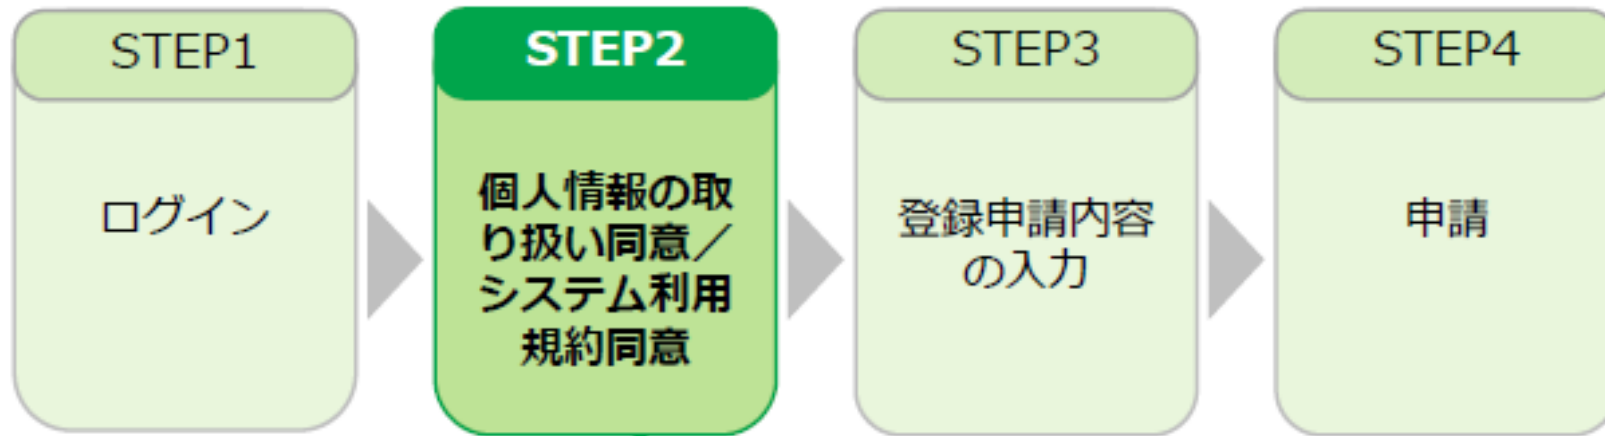 STEP1
ログイン
STEP2
個人情報の取
り扱い同意／
システム利用
規約同意
STEP3
登録申請内容
の入力
STEP4
申請